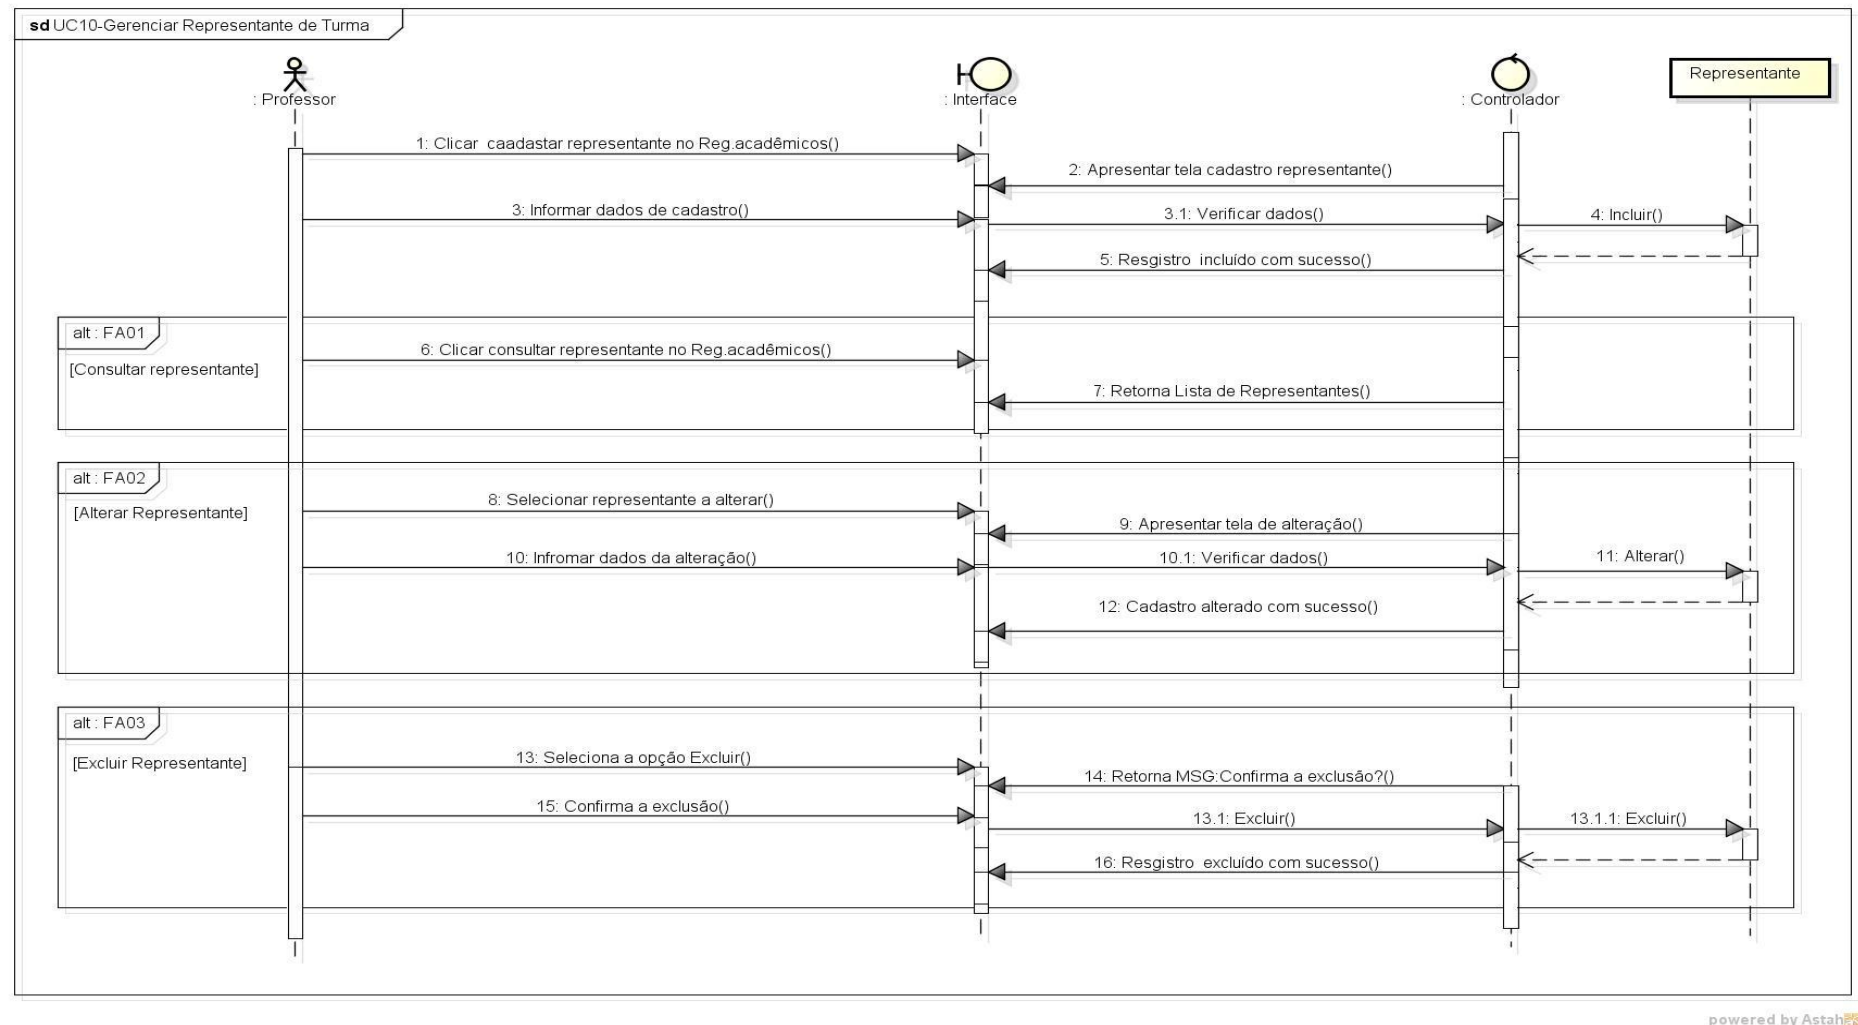 sd UC10-Gerenciar Representante de Turma
: Professor
: Interface
: Controlador
Representante
1: Clicar caadastar representante no Reg.acadêmicos()
2: Apresentar tela cadastro representante()
3: Informar dados de cadastro()
3.1: Verificar dados()
4: Incluir()
5: Resgistro incluído com sucesso()
alt : FA01
[Consultar representante]
6: Clicar consultar representante no Reg.acadêmicos()
7: Retorna Lista de Representantes()
alt : FA02
[Alterar Representante]
8: Selecionar representante a alterar()
9: Apresentar tela de alteração()
10: Infromar dados da alteração()
10.1: Verificar dados()
11: Alterar()
12: Cadastro alterado com sucesso()
alt : FA03
[Excluir Representante]
13: Seleciona a opção Excluir()
14: Retorna MSG:Confirma a exclusão?()
15: Confirma a exclusão()
13.1: Excluir()
13.1.1: Excluir()
16: Resgistro excluído com sucesso()
powered by Astah